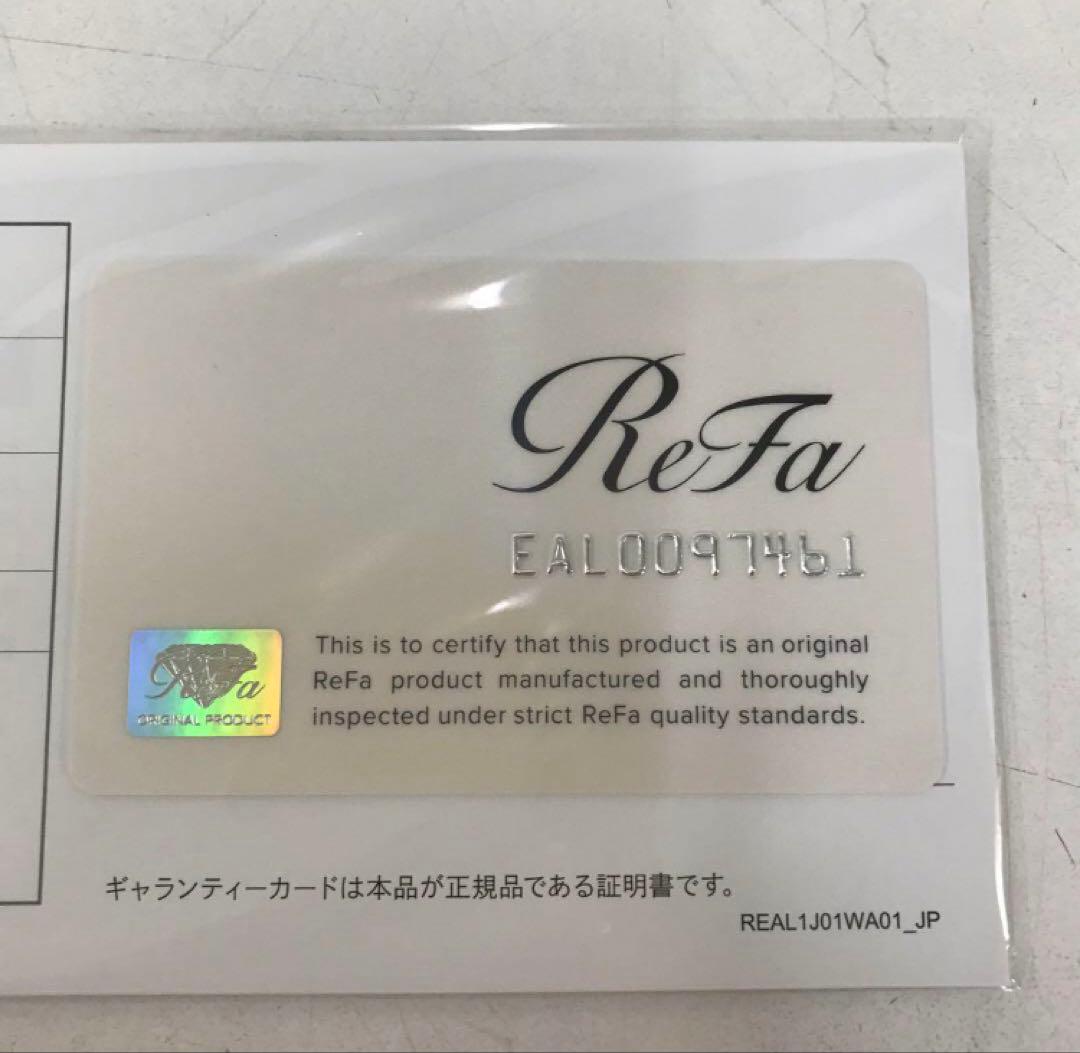 ReFa
EAL0097461
ReFa
ORIGINAL PRODUCT
This is to certify that this product is an original
ReFa product manufactured and thoroughly
inspected under strict ReFa quality standards.
ギャランティーカードは本品が正規品である証明書です。
REAL1J01WA01_JP